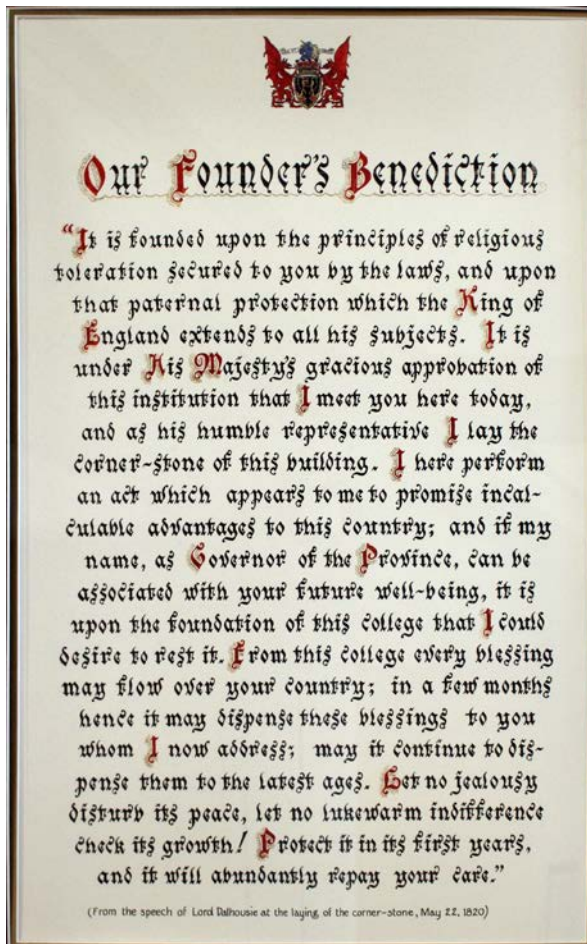 Our Founder's Benediction
"It is founded upon the principles of religious
toleration secured to you by the laws, and upon
that paternal protection which the King of
England extends to all his subjects. It is
under His Majesty's gracious approbation of
this institution that I meet you here today,
and as his humble representative I lay the
corner-stone of this building. I here perform
an act which appears to me to promise incal-
culable advantages to this country; and if my
name, as Governor of the Province, can be
associated with your future well-being, it is
upon the foundation of this college that I could
desire to rest it. From this college every blessing
may flow over your country; in a few months
hence it may dispense these blessings to you
whom I now address; may it continue to dis-
pense them to the latest ages. Let no jealousy
disturb its peace, let no lukewarm indifference
check its growth! Protect it in its first years,
and it will abundantly repay your care."
(From the speech of Lord Dalhousie at the laying of the corner-stone, May 22, 1820)